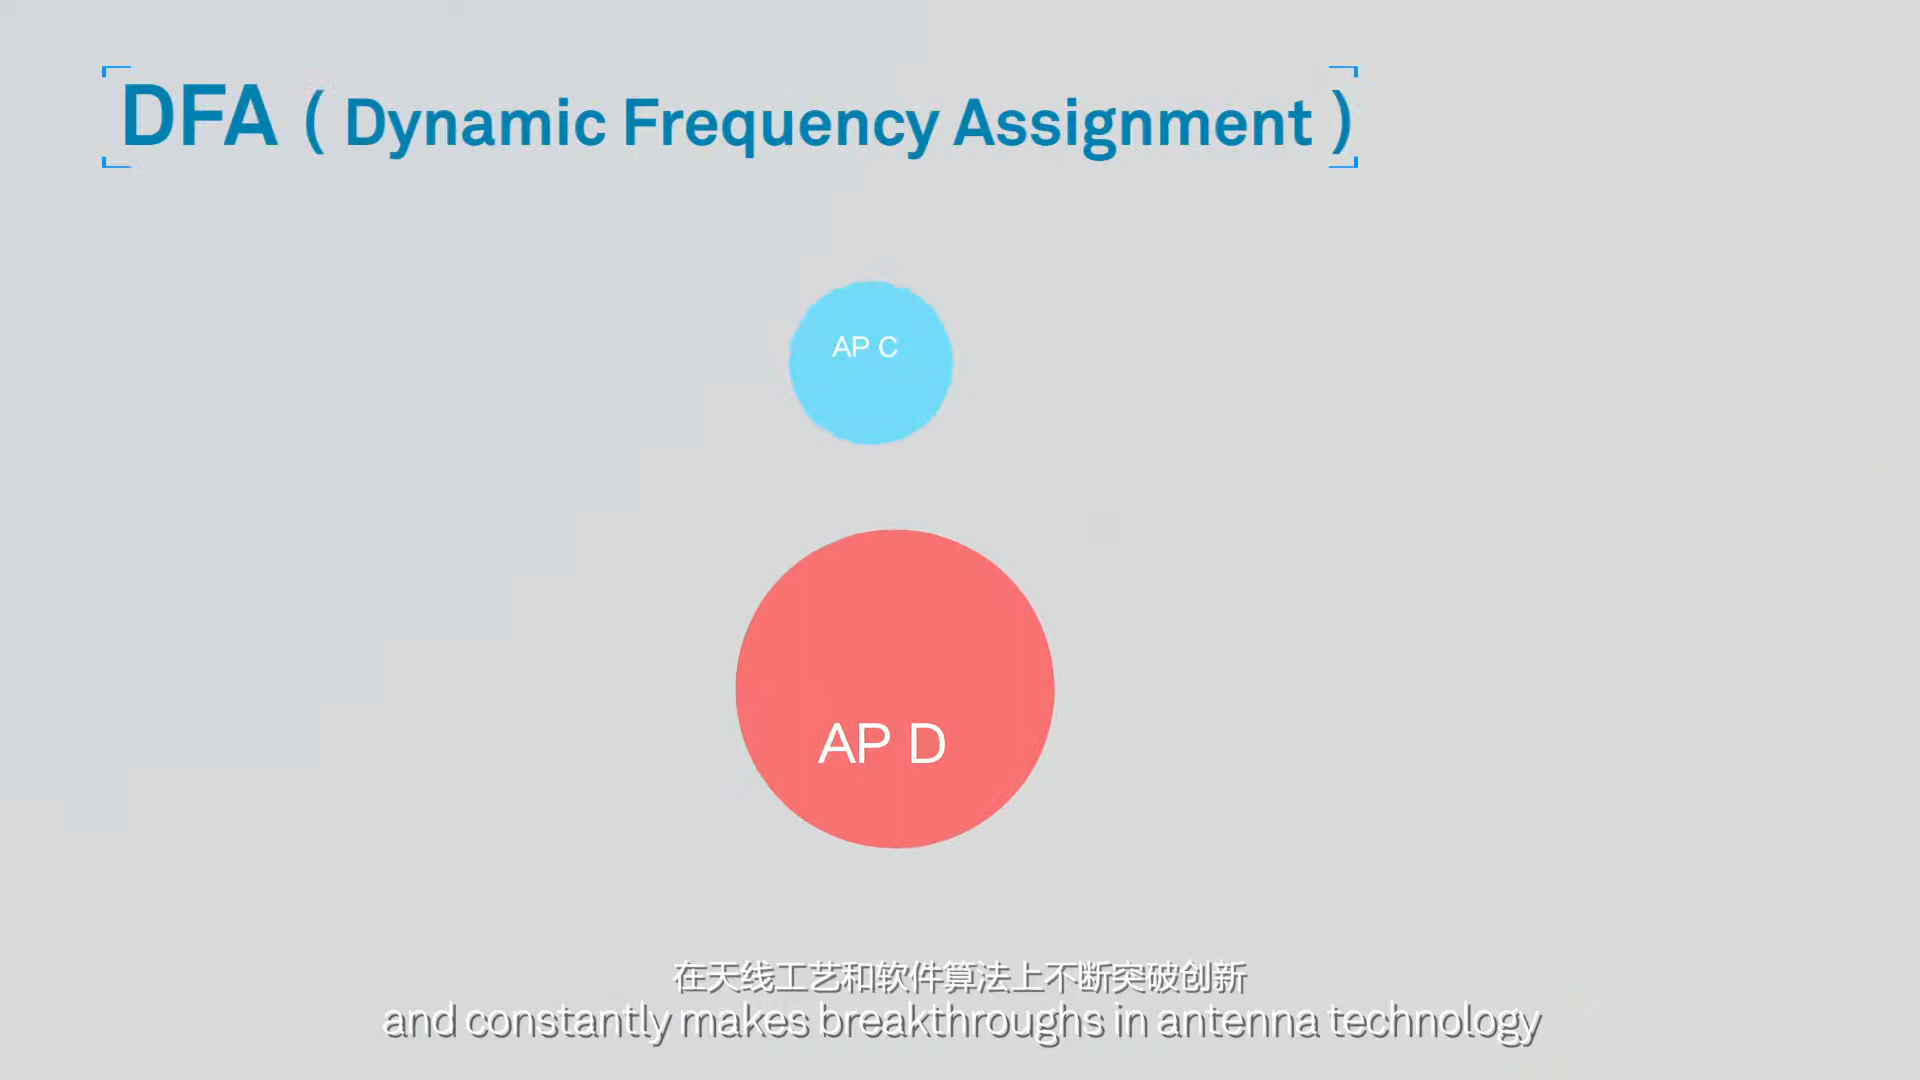 DFA ( Dynamic Frequency Assignment )
AP C
AP D
在天线工艺和软件算法上不断突破创新
and constantly makes breakthroughs in antenna technology